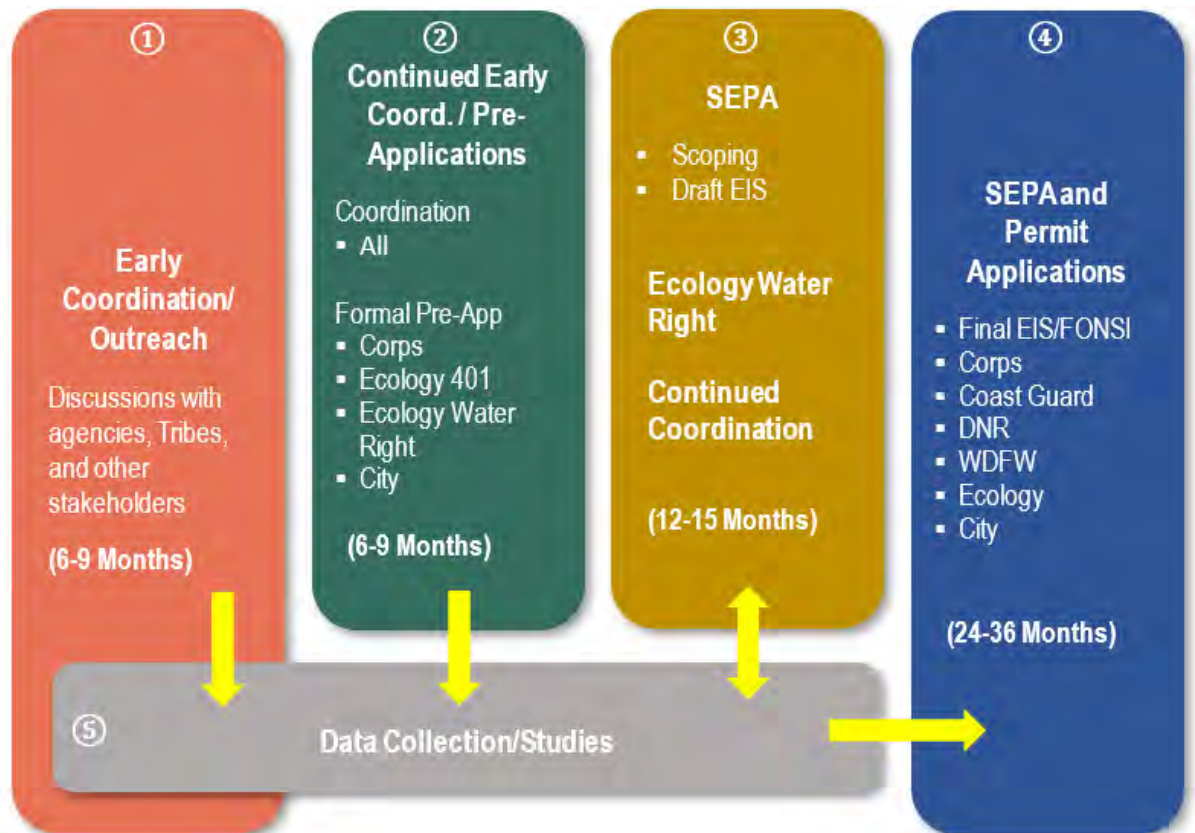 ①
Early
Coordination/
Outreach
Discussions with
agencies, Tribes,
and other
stakeholders
(6-9 Months)
②
Continued Early
Coord. / Pre-
Applications
Coordination
▪ All
Formal Pre-App
▪ Corps
▪ Ecology 401
▪ Ecology Water
Right
▪ City
(6-9 Months)
③
SEPA
▪ Scoping
▪ Draft EIS
Ecology Water
Right
Continued
Coordination
(12-15 Months)
④
SEPA and
Permit
Applications
▪ Final EIS/FONSI
▪ Corps
▪ Coast Guard
▪ DNR
▪ WDFW
▪ Ecology
▪ City
(24-36 Months)
⑤
Data Collection/Studies